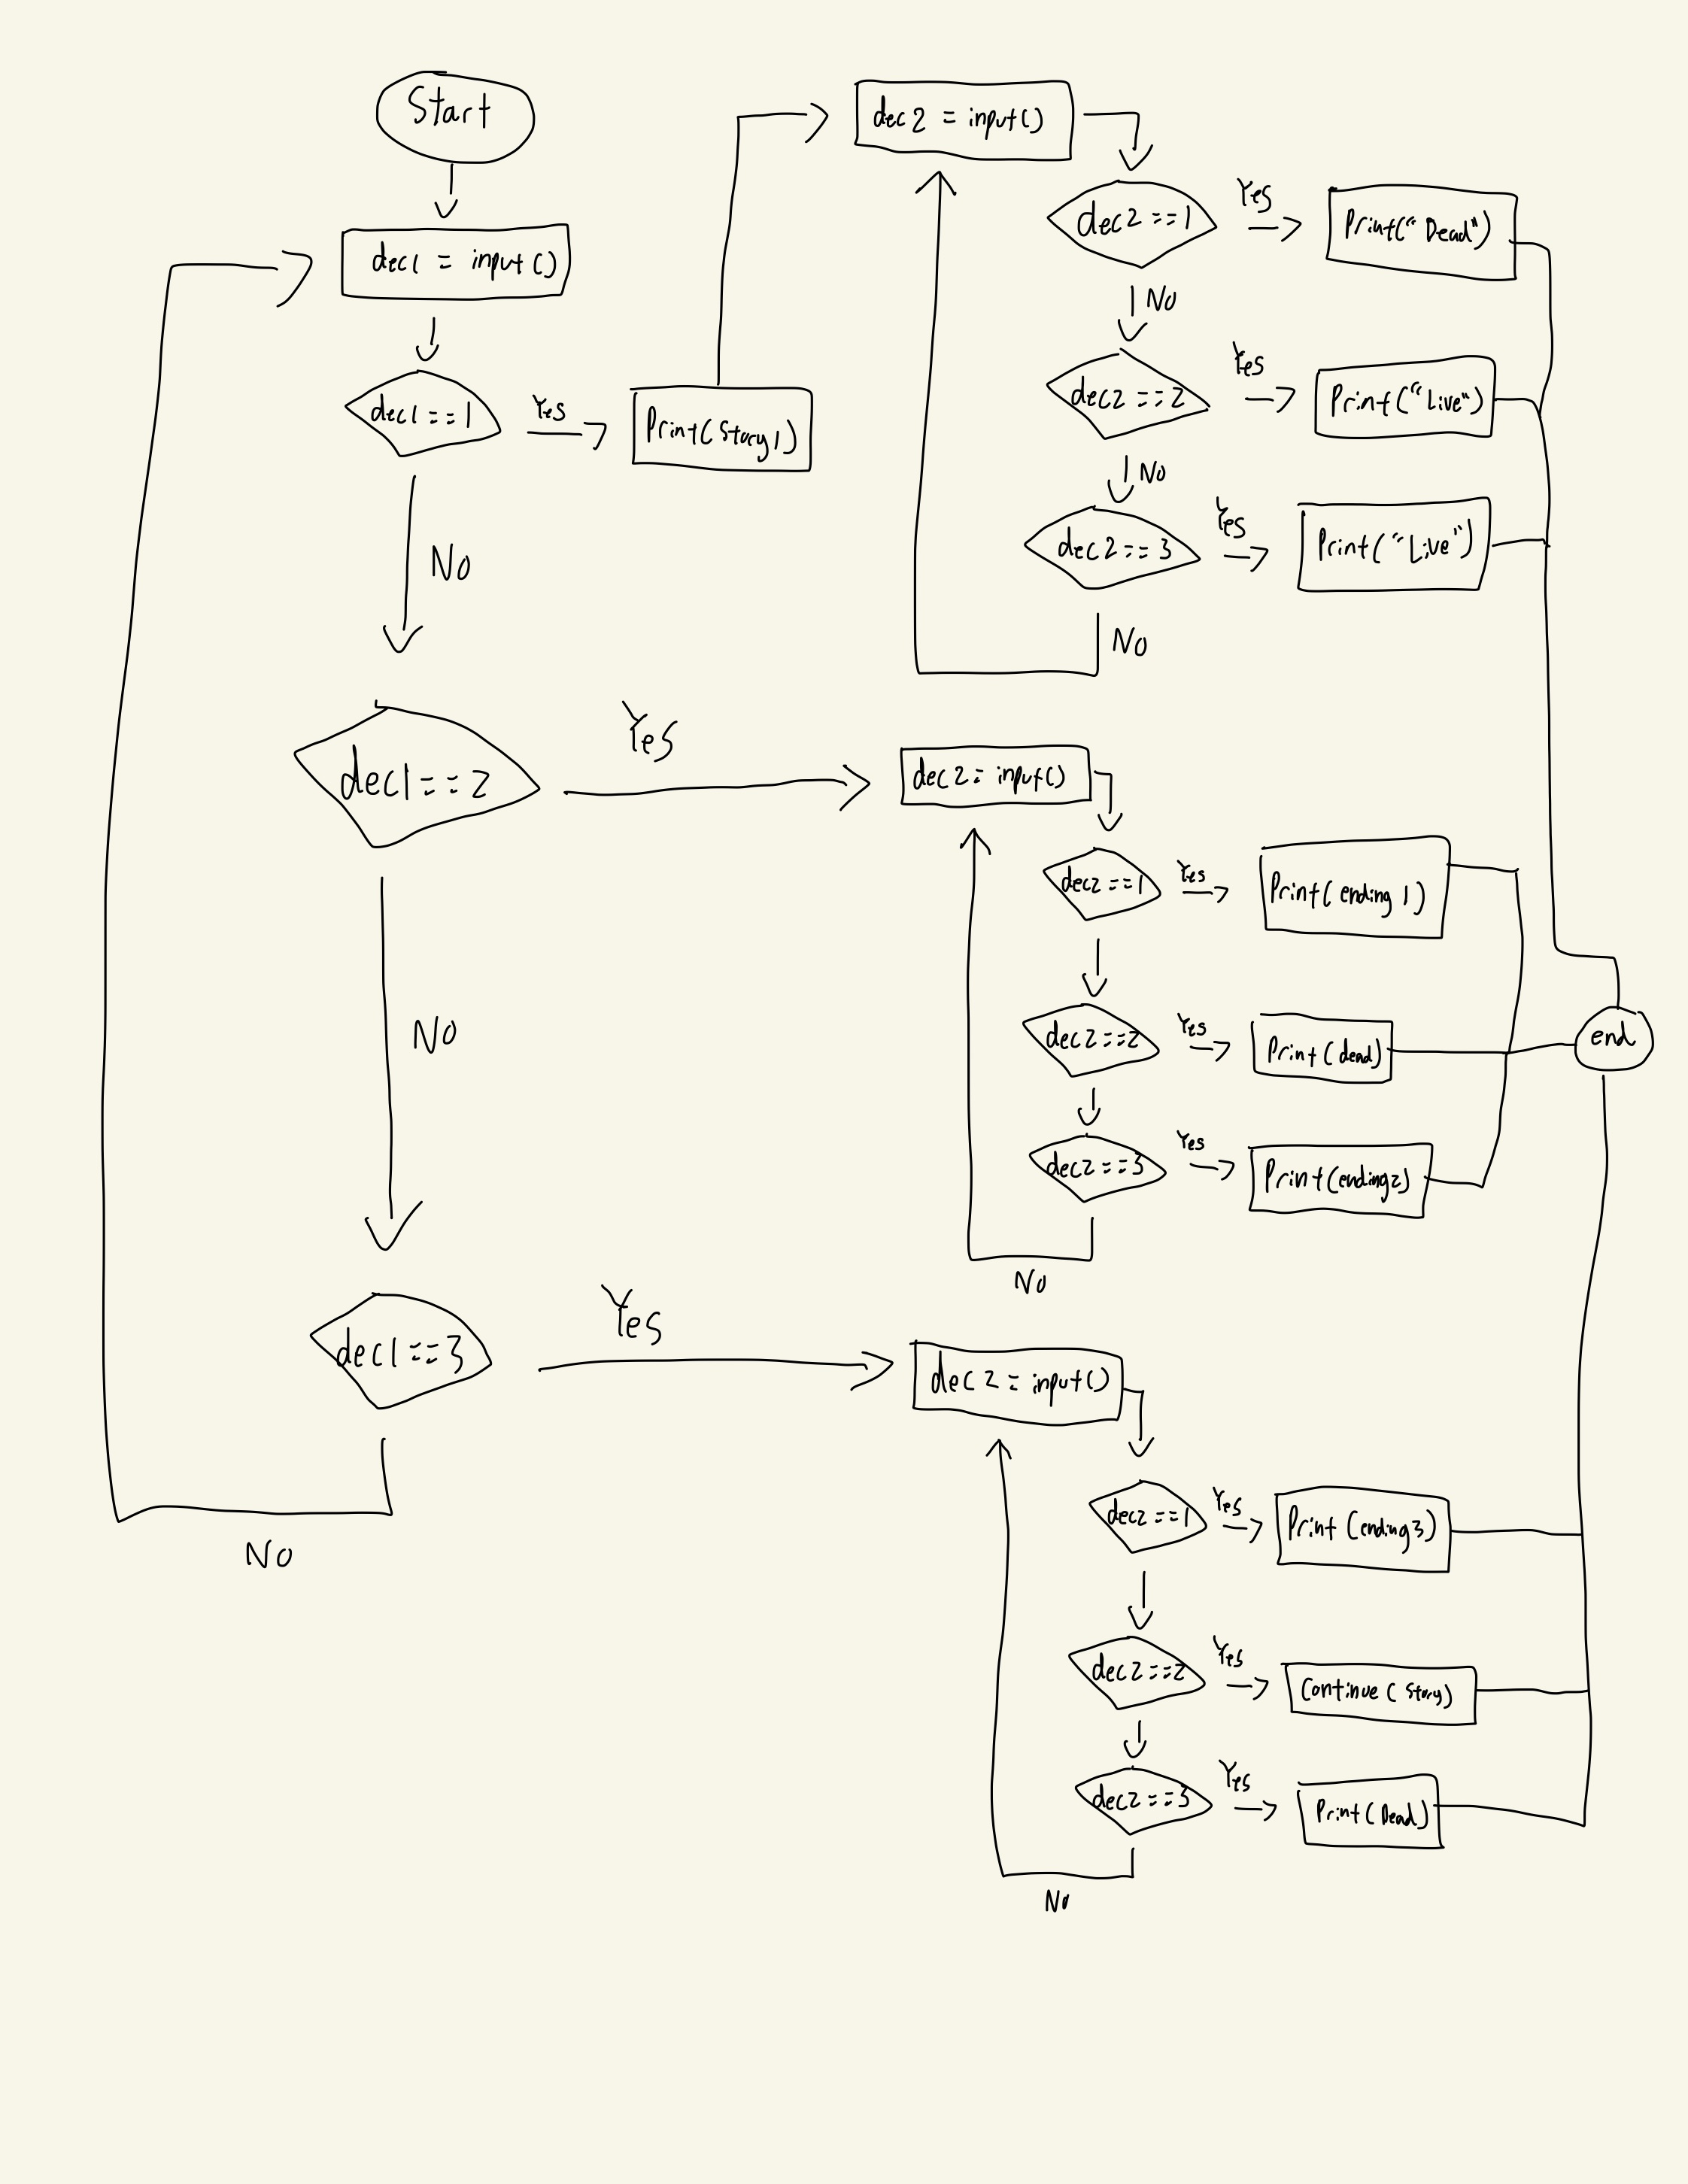 Start
dec1 = input()
dec1 == 1
Yes
Print(Story1)
No
dec1 == 2
Yes
No
dec1 == 3
Yes
No
dec2 = input()
dec2 == 1
Yes
Print("Dead")
No
dec2 == 2
Yes
Print("Live")
No
dec2 == 3
Yes
Print("Live")
No
dec2 = input()
dec2 == 1
Yes
Print(ending 1)
dec2 == 2
Yes
Print(dead)
dec2 == 3
Yes
Print(ending2)
No
end
dec2 = input()
dec2 == 1
Yes
Print(ending3)
dec2 == 2
Yes
Continue(Story)
dec2 == 3
Yes
Print(Dead)
No